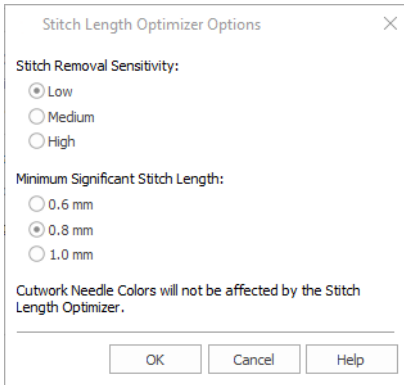 Stitch Length Optimizer Options
Stitch Removal Sensitivity:
Low
Medium
High
Minimum Significant Stitch Length:
0.6 mm
0.8 mm
1.0 mm
Cutwork Needle Colors will not be affected by the Stitch
Length Optimizer.
OK Cancel Help